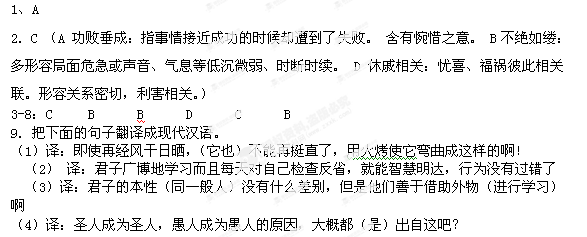 1、A
2．C （A 功败垂成：指事情接近成功的时候却遭到了失败。 含有惋惜之意。 B不绝如缕：
多形容局面危急或声音、气息等低沉微弱、时断时续。 D 休戚相关：忧喜、福祸彼此相关
联。形容关系密切，利害相关。）
3-8：C B B D C B
9．把下面的句子翻译成现代汉语。
（1）译：即使再经风干日晒，（它也）不能再挺直了，用火烤使它弯曲成这样的啊！
（2） 译：君子广博地学习而且每天对自己检查反省，就能智慧明达，行为没有过错了
（3）译：君子的本性（同一般人）没有什么差别，但是他们善于借助外物（进行学习）
啊
（4）译：圣人成为圣人，愚人成为愚人的原因，大概都（是）出自这吧？